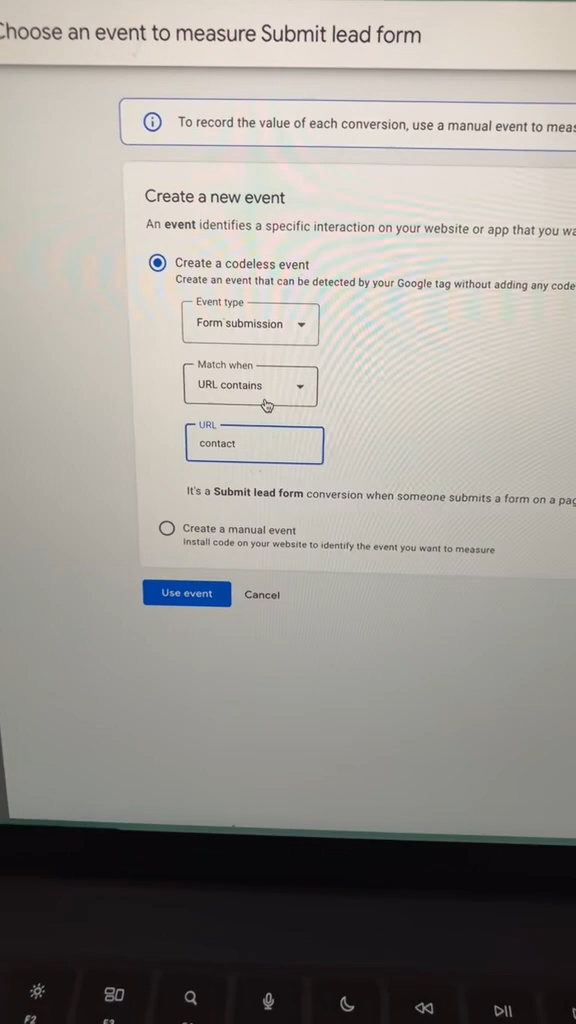 Choose an event to measure Submit lead form
To record the value of each conversion, use a manual event to meas
Create a new event
An event identifies a specific interaction on your website or app that you wa
Create a codeless event
Create an event that can be detected by your Google tag without adding any code
Event type
Form submission
Match when
URL contains
URL
contact
It's a Submit lead form conversion when someone submits a form on a pag
Create a manual event
Install code on your website to identify the event you want to measure
Use event
Cancel
F2
F3